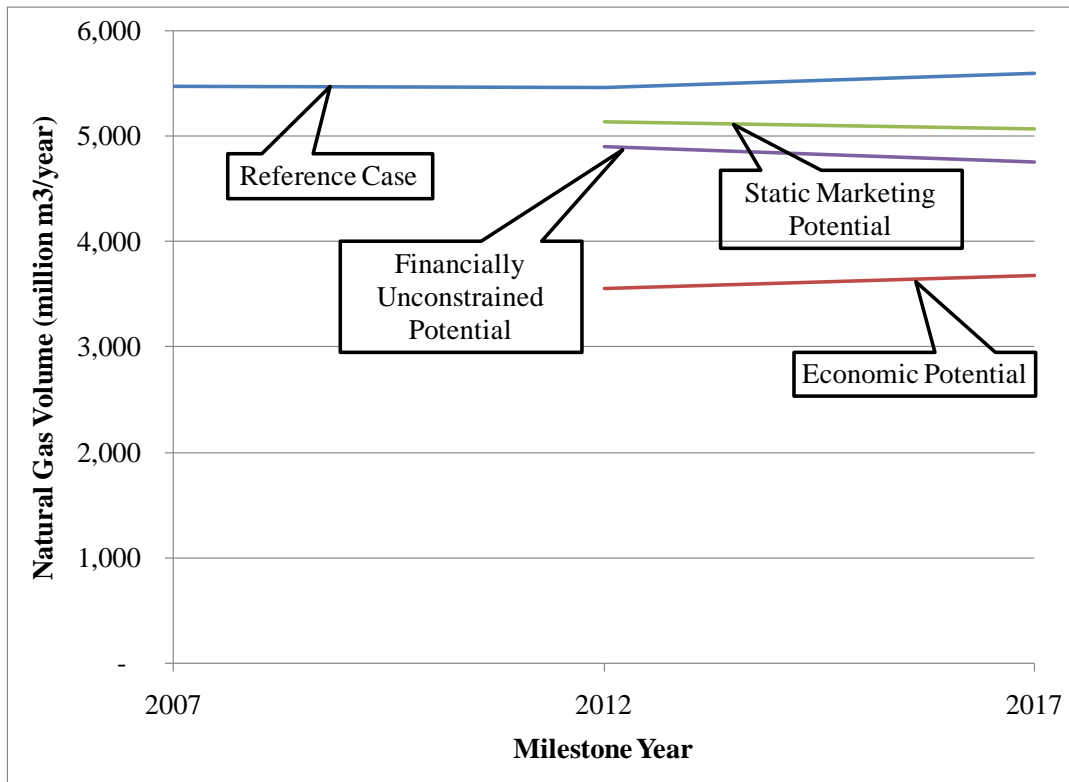 6,000
5,000
4,000
3,000
2,000
1,000
-
Natural Gas Volume (million m3/year)
Reference Case
Static Marketing
Potential
Financially
Unconstrained
Potential
Economic Potential
2007
2012
2017
Milestone Year